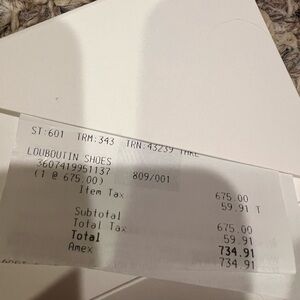 ST:601 TRM:343 TRN:43239 TMRL
LOUBOUTIN SHOES
3607419951137 809/001
(1 @ 675.00) 675.00
Item Tax 59.91 T
Subtotal 675.00
Total Tax 59.91
Total 734.91
Amex 734.91